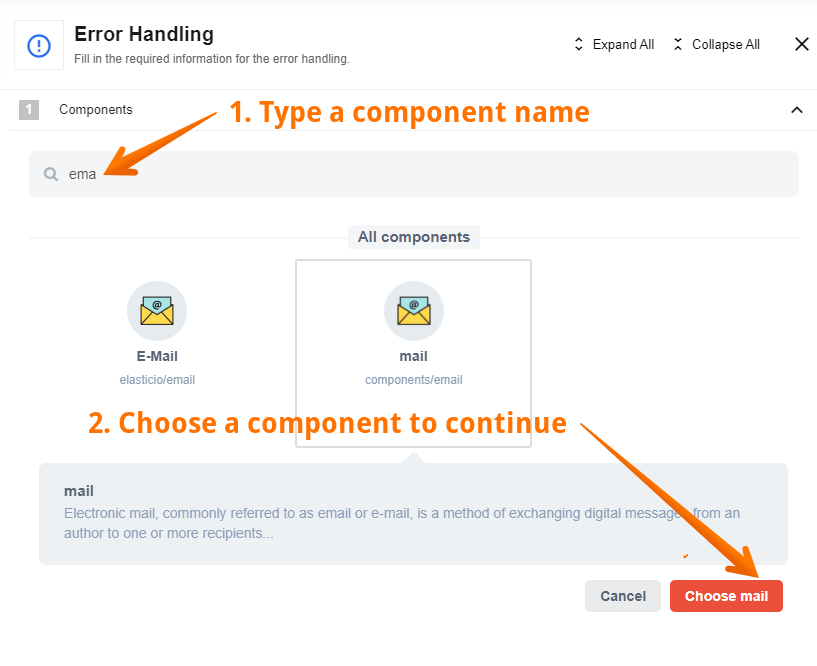 Error Handling
Fill in the required information for the error handling.
Expand All
Collapse All
1
Components
1. Type a component name
ema
All components
@
@
E-Mail
mail
elasticio/email
components/email
2. Choose a component to continue
mail
Electronic mail, commonly referred to as email or e-mail, is a method of exchanging digital messages from an
author to one or more recipients...
Cancel
Choose mail